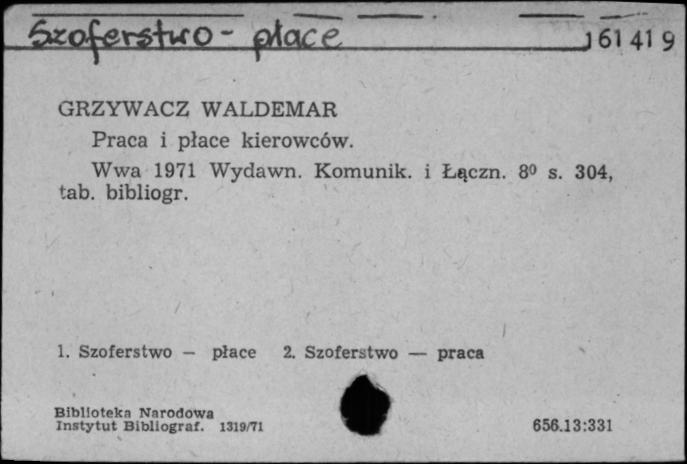 Szoferstwo - płace 161 41 9
GRZYWACZ WALDEMAR
Praca i płace kierowców.
Wwa 1971 Wydawn. Komunik. i Łączn. 8⁰ s. 304,
tab. bibliogr.
1. Szoferstwo — płace 2. Szoferstwo — praca
Biblioteka Narodowa
Instytut Bibliograf. 1319/71
656.13:331